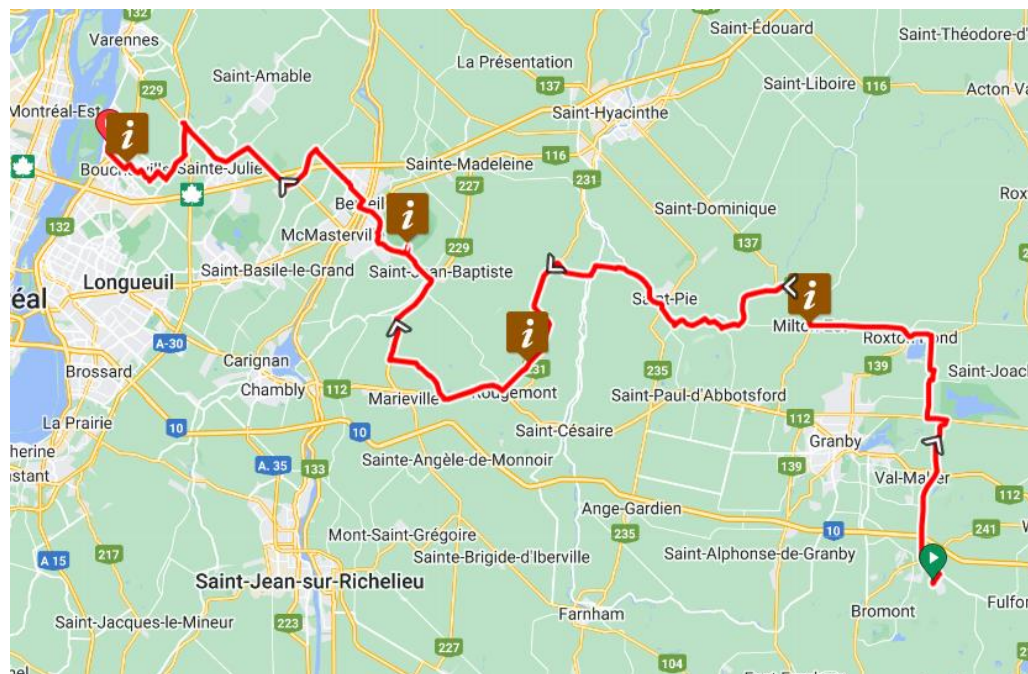 132
Varennes
Saint-Édouard
Saint-Théodore-d'
La Présentation
Saint-Amable
229
137
Saint-Liboire
116
Acton Va
Montréal-Est
Saint-Hyacinthe
i
Sainte-Julie
Sainte-Madeleine
116
227
231
Saint-Dominique
132
i
McMasterville
229
137
Saint-Basile-le-Grand
Saint-Jean-Baptiste
Longueuil
Saint-Pie
i
éal
i
Roxton Pond
A-30
Carignan
231
139
Saint-Joach
Brossard
Chambly
112
Marieville
Rougemont
235
Saint-Paul-d'Abbotsford
La Prairie
10
10
Saint-Césaire
112
Granby
therine
A. 35
133
Sainte-Angèle-de-Monnoir
139
112
Ange-Gardien
10
241
A 15
217
Mont-Saint-Grégoire
235
Sainte-Brigide-d'Iberville
Saint-Alphonse-de-Granby
Saint-Jean-sur-Richelieu
Farnham
Bromont
Fulfor
Saint-Jacques-le-Mineur
223
227
104